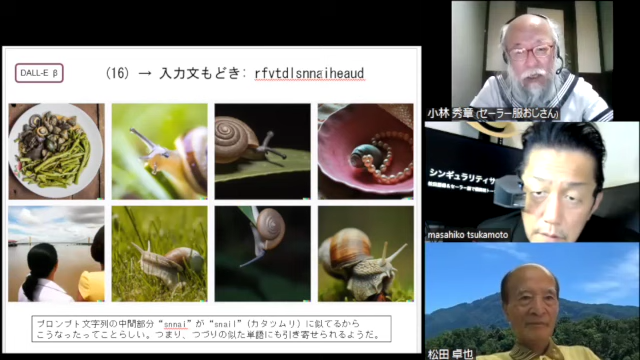 DALL-E β
(16) → 入力文もどき: rfvtdlsnnaiheaud
プロンプト文字列の中間部分“snnai”が“snail”(カタツムリ)に似てるから
こうなったってことらしい。つまり、つづりの似た単語にも引き寄せられるようだ。
小林 秀章 (セーラー服おじさん)
シンギュラリティサ
masahiko tsukamoto
松田 卓也